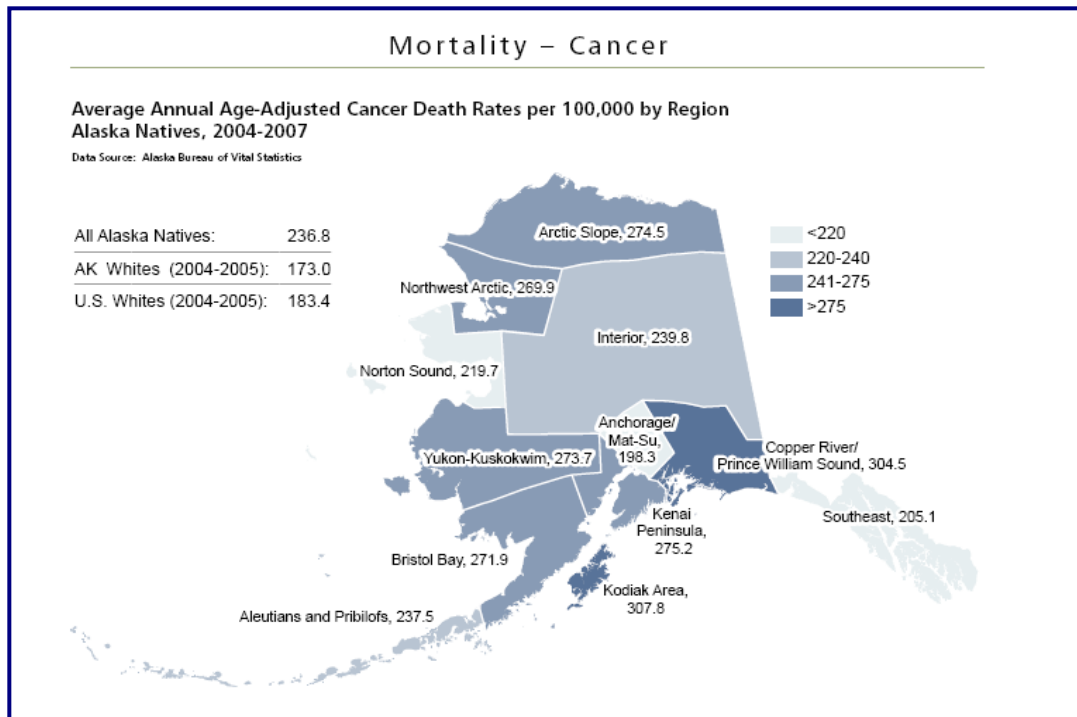 Mortality – Cancer
Average Annual Age-Adjusted Cancer Death Rates per 100,000 by Region
Alaska Natives, 2004-2007
Data Source: Alaska Bureau of Vital Statistics
All Alaska Natives: 236.8
AK Whites (2004-2005): 173.0
U.S. Whites (2004-2005): 183.4
<220
220-240
241-275
>275
Arctic Slope, 274.5
Northwest Arctic, 269.9
Interior, 239.8
Norton Sound, 219.7
Anchorage/
Mat-Su,
198.3
Yukon-Kuskokwim, 273.7
Copper River/
Prince William Sound, 304.5
Southeast, 205.1
Kenai
Peninsula,
275.2
Bristol Bay, 271.9
Kodiak Area,
307.8
Aleutians and Pribilofs, 237.5